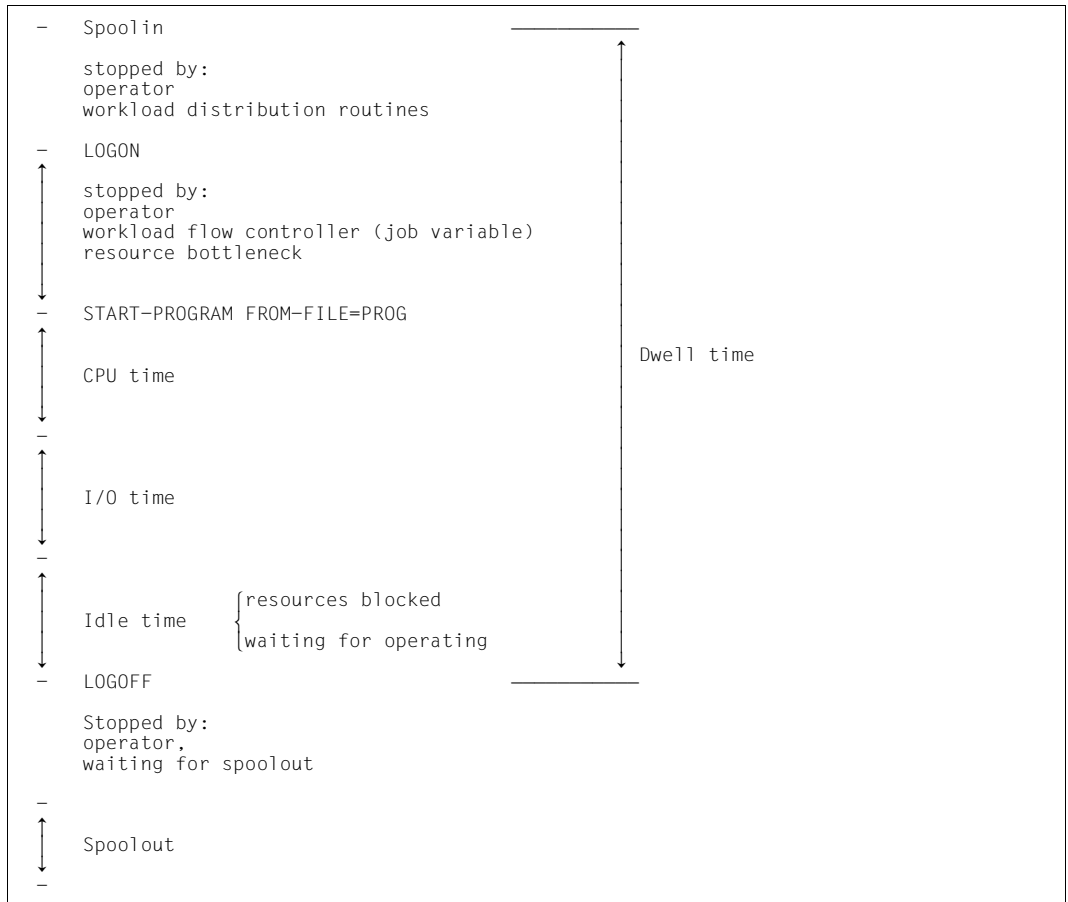 – Spoolin
stopped by:
operator
workload distribution routines
– LOGON
stopped by:
operator
workload flow controller (job variable)
resource bottleneck
– START-PROGRAM FROM-FILE=PROG
Dwell time
CPU time
–
I/O time
–
resources blocked
Idle time
waiting for operating
– LOGOFF
Stopped by:
operator,
waiting for spoolout
–
Spoolout
–